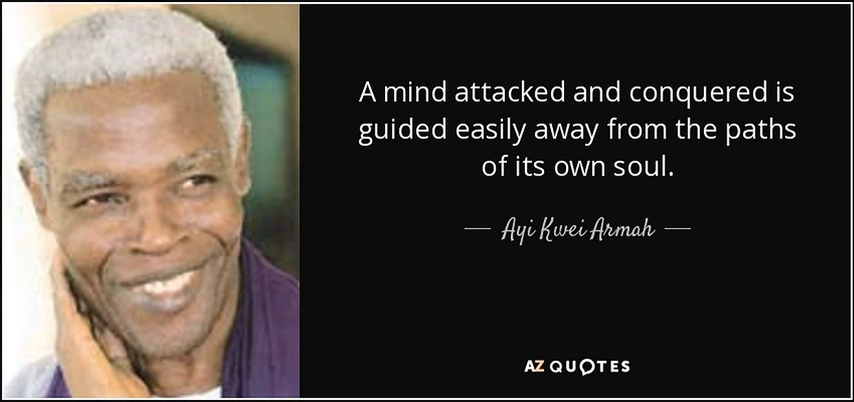 A mind attacked and conquered is
guided easily away from the paths
of its own soul.
Ayi Kwei Armah
AZ QUOTES